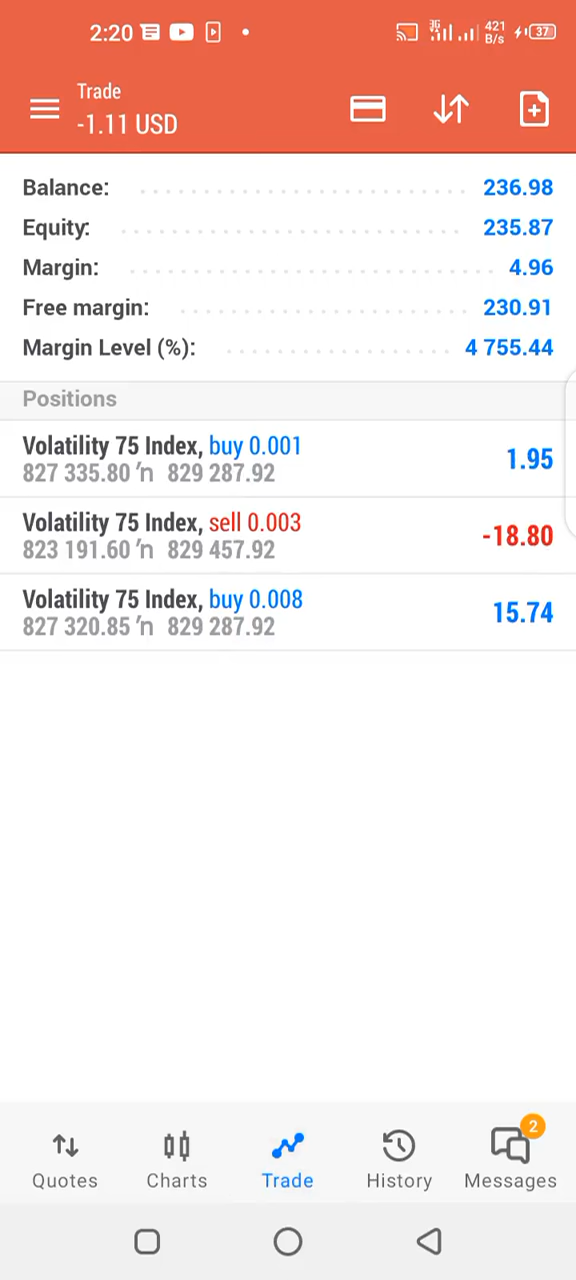 2:20 3G 421 B/s 37
Trade
-1.11 USD
Balance: 236.98
Equity: 235.87
Margin: 4.96
Free margin: 230.91
Margin Level (%): 4 755.44
Positions
Volatility 75 Index, buy 0.001 1.95
827 335.80 ’n 829 287.92
Volatility 75 Index, sell 0.003 -18.80
823 191.60 ’n 829 457.92
Volatility 75 Index, buy 0.008 15.74
827 320.85 ’n 829 287.92
2
Quotes Charts Trade History Messages